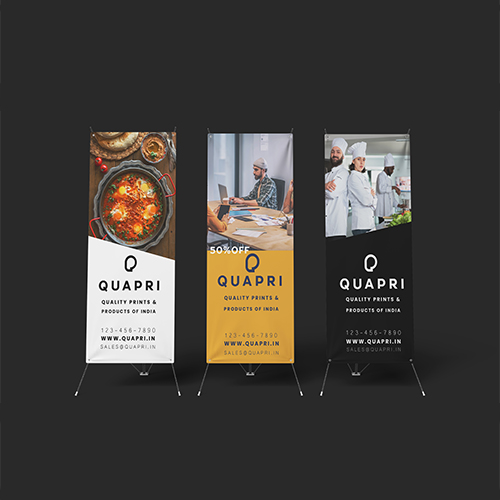 QUAPRI
QUALITY PRINTS &
PRODUCTS OF INDIA
123-456-7890
WWW.QUAPRI.IN
SALES@QUAPRI.IN
50%OFF
QUAPRI
QUALITY PRINTS &
PRODUCTS OF INDIA
123-456-7890
WWW.QUAPRI.IN
SALES@QUAPRI.IN
QUAPRI
QUALITY PRINTS &
PRODUCTS OF INDIA
123-456-7890
WWW.QUAPRI.IN
SALES@QUAPRI.IN